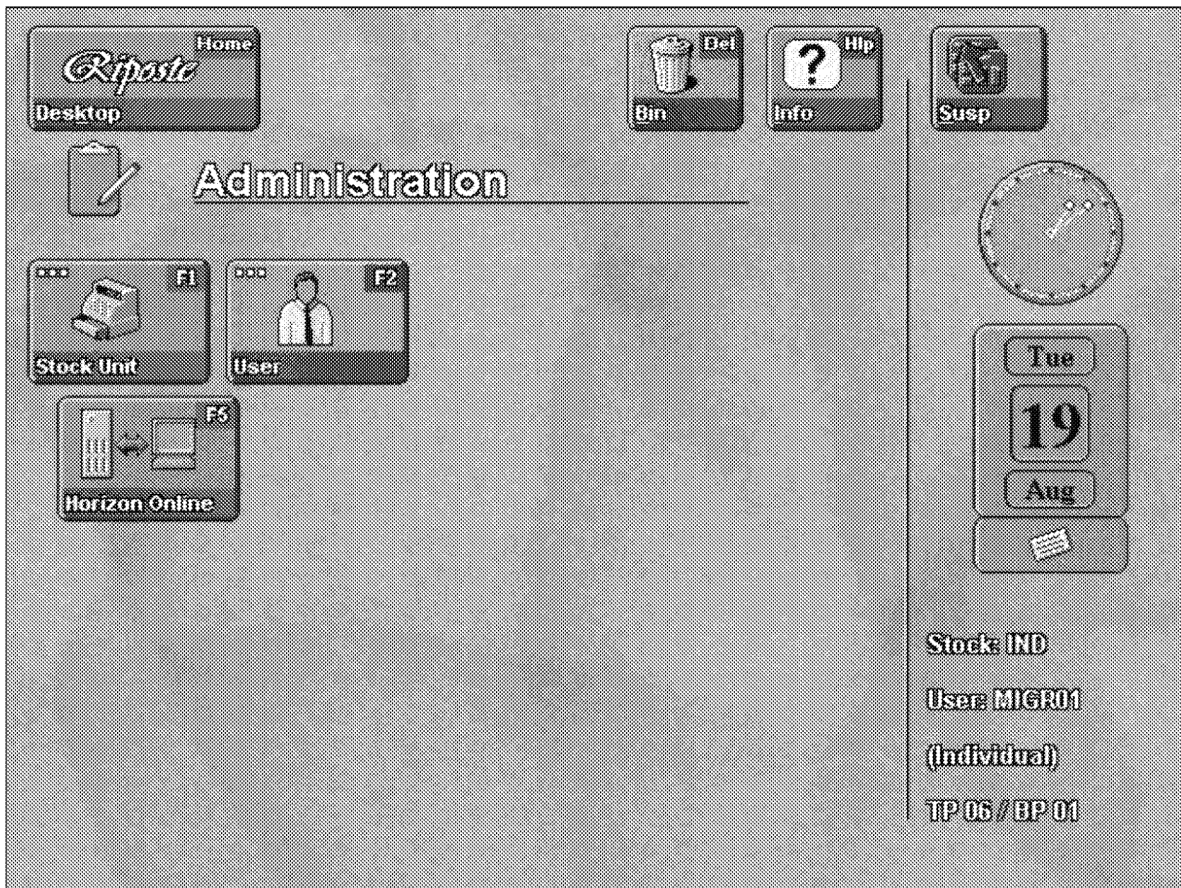 Home
Riposte
Desktop
Del
Bin
Hlp
?
Info
Susp
Administration
F1
Stock Unit
F2
User
F5
Horizon Online
Tue
19
Aug
Stock: IND
User: MIGR01
(Individual)
TP 06 / BP 01